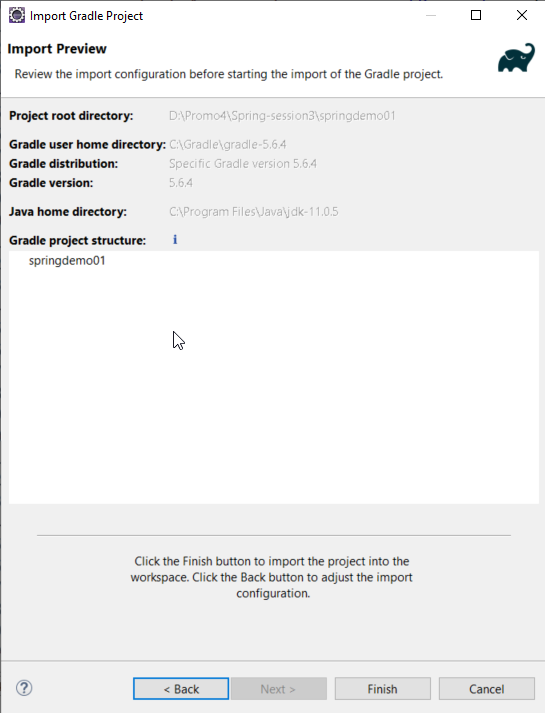 Import Gradle Project
Import Preview
Review the import configuration before starting the import of the Gradle project.
Project root directory: D:\Promo4\Spring-session3\springdemo01
Gradle user home directory: C:\Gradle\gradle-5.6.4
Gradle distribution: Specific Gradle version 5.6.4
Gradle version: 5.6.4
Java home directory: C:\Program Files\Java\jdk-11.0.5
Gradle project structure: i
springdemo01
Click the Finish button to import the project into the
workspace. Click the Back button to adjust the import
configuration.
? < Back Next > Finish Cancel